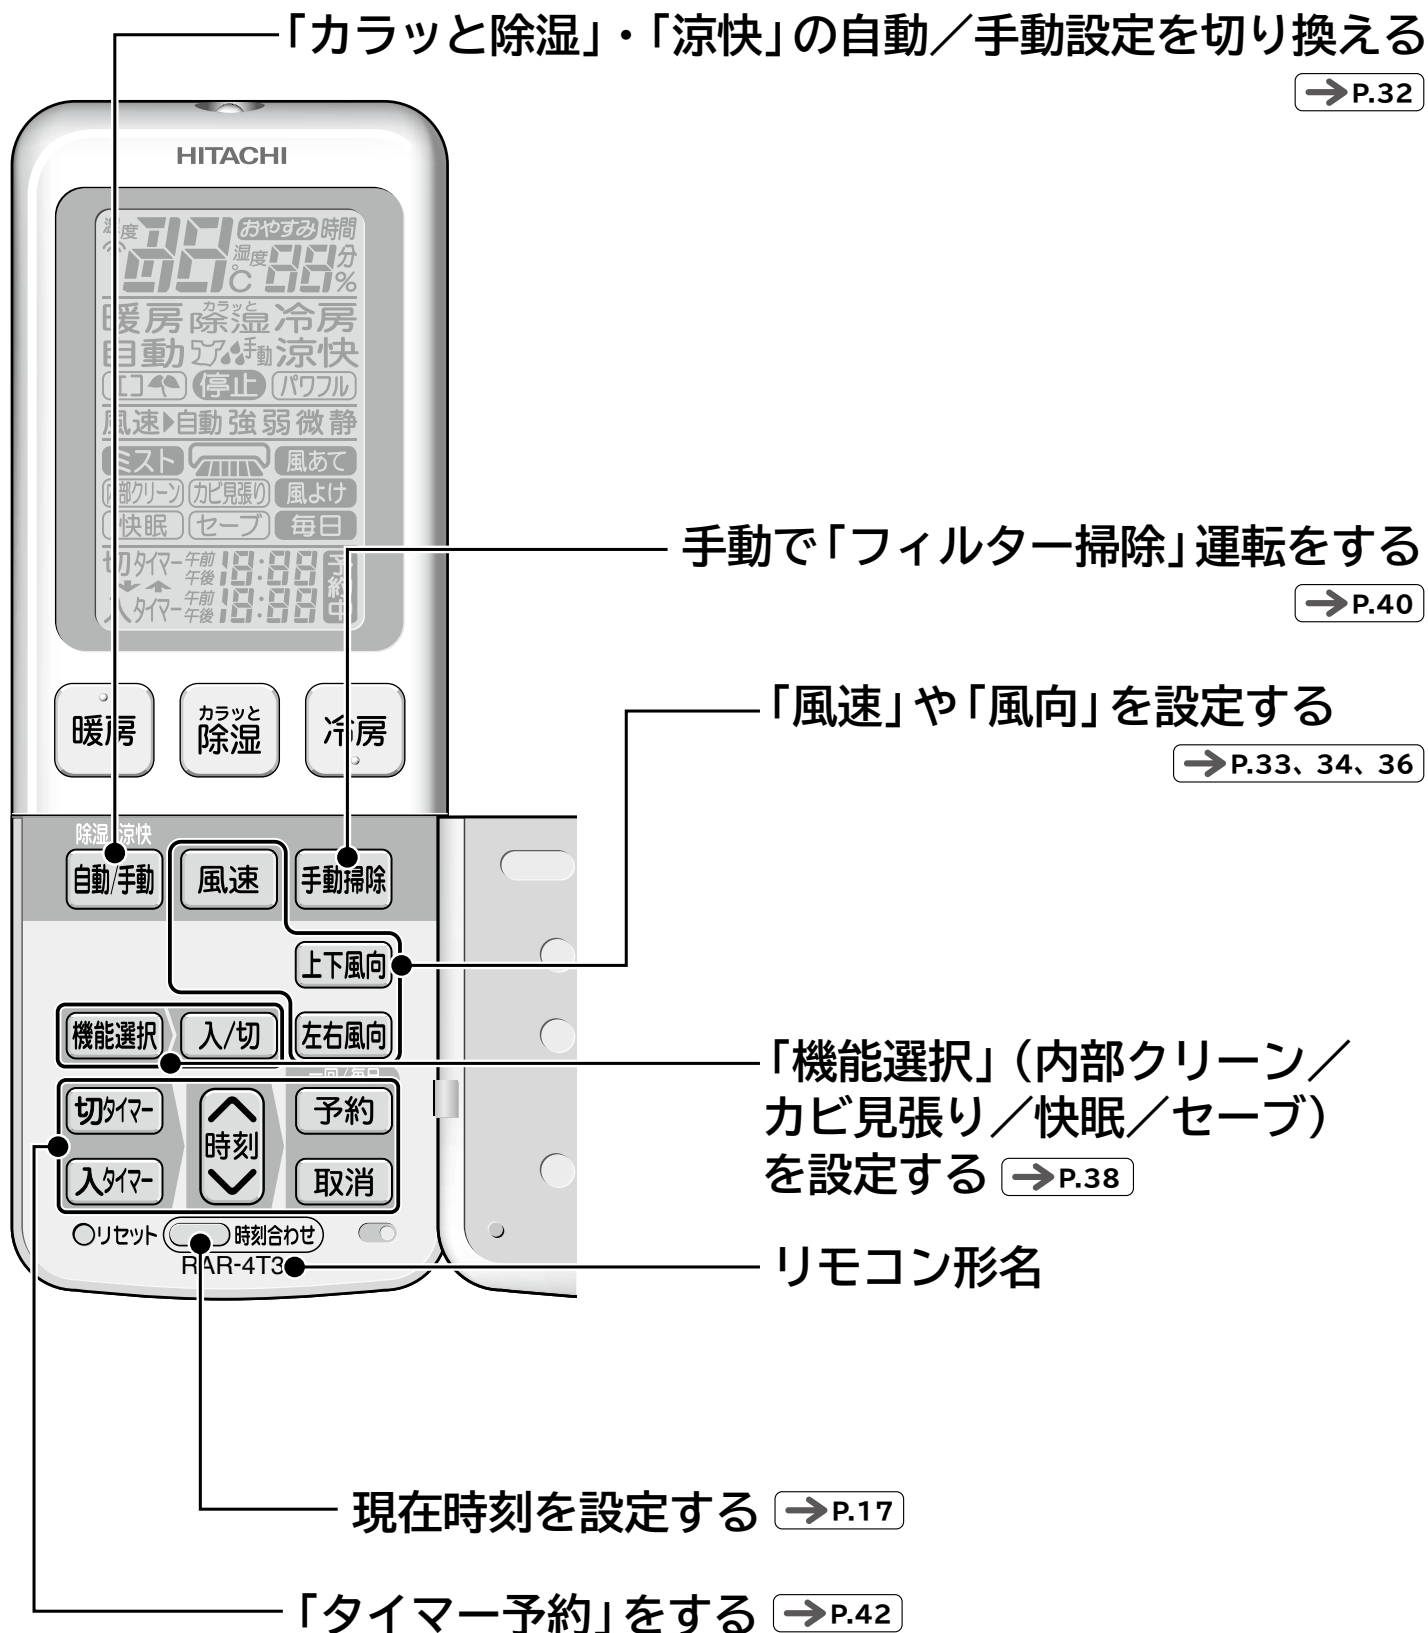 「カラッと除湿」・「涼快」の自動／手動設定を切り換える
→P.32
HITACHI
温度 88℃ おやすみ 時間
湿度 88 分 %
暖房 カラッと除湿 冷房
自動 手動 涼快
エコ 停止 パワフル
風速▶自動 強 弱 微 静
ミスト 風あて
内部クリーン カビ見張り 風よけ
快眠 セーブ 毎日
切タイマー 午前 午後 18:88 予約中
入タイマー 午前 午後 18:88
手動で「フィルター掃除」運転をする
→P.40
「風速」や「風向」を設定する
→P.33、34、36
暖房 カラッと除湿 冷房
除湿 涼快
自動/手動 風速 手動掃除
上下風向
機能選択 入/切 左右風向
「機能選択」（内部クリーン／
カビ見張り／快眠／セーブ）
を設定する →P.38
一回/毎日
切タイマー 時刻 予約
入タイマー 取消
リセット 時刻合わせ
RAR-4T3
リモコン形名
現在時刻を設定する →P.17
「タイマー予約」をする →P.42